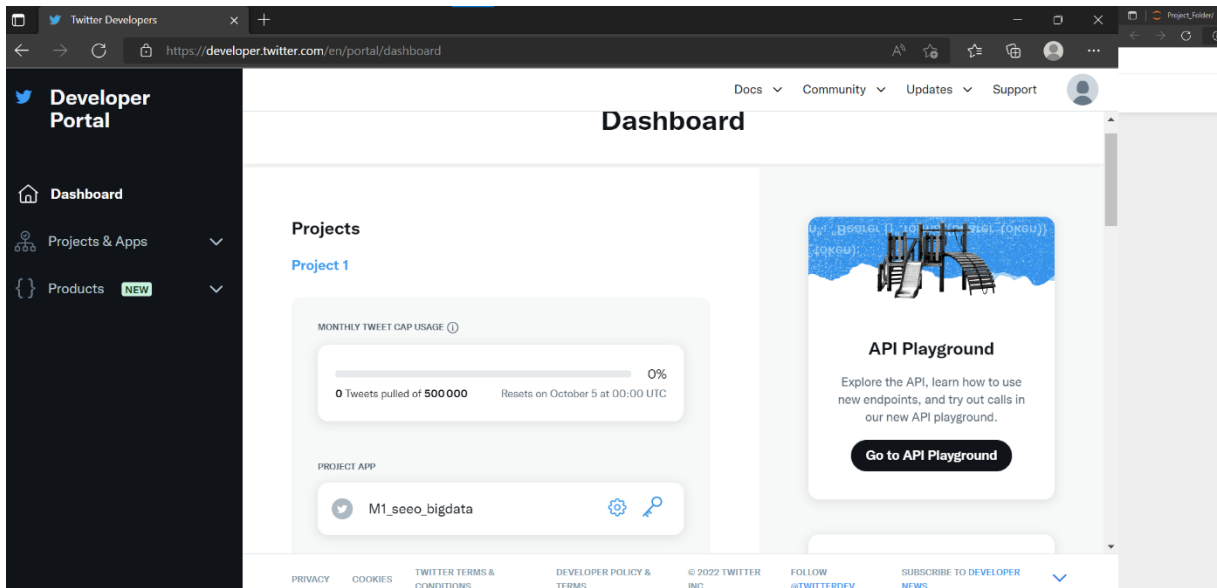 Twitter Developers
Project_Folder/
https://developer.twitter.com/en/portal/dashboard
Developer
Portal
Dashboard
Projects & Apps
Products NEW
Docs Community Updates Support
Dashboard
Projects
Project 1
MONTHLY TWEET CAP USAGE
0%
0 Tweets pulled of 500 000 Resets on October 5 at 00:00 UTC
PROJECT APP
M1_seeo_bigdata
API Playground
Explore the API, learn how to use
new endpoints, and try out calls in
our new API playground.
Go to API Playground
PRIVACY COOKIES TWITTER TERMS & CONDITIONS DEVELOPER POLICY & TERMS © 2022 TWITTER INC. FOLLOW @TWITTERDEV SUBSCRIBE TO DEVELOPER NEWS